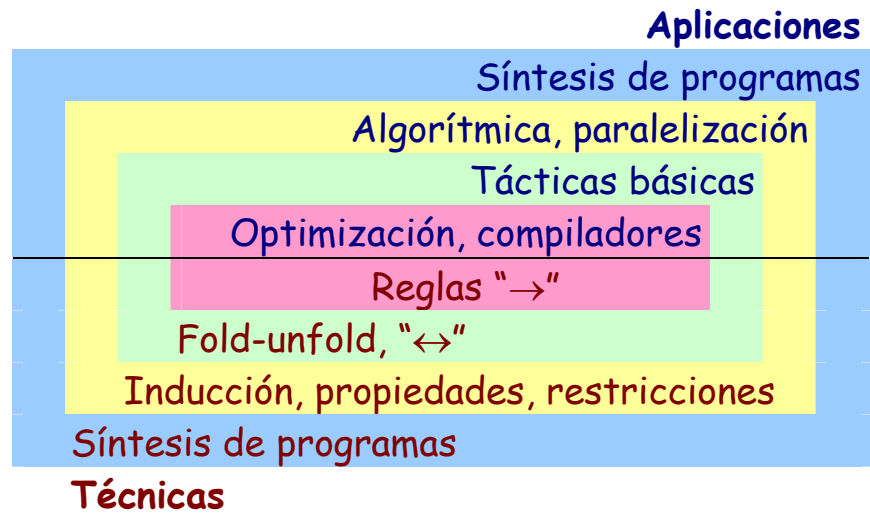 Aplicaciones
Síntesis de programas
Algorítmica, paralelización
Tácticas básicas
Optimización, compiladores
Reglas “→”
Fold-unfold, “↔”
Inducción, propiedades, restricciones
Síntesis de programas
Técnicas